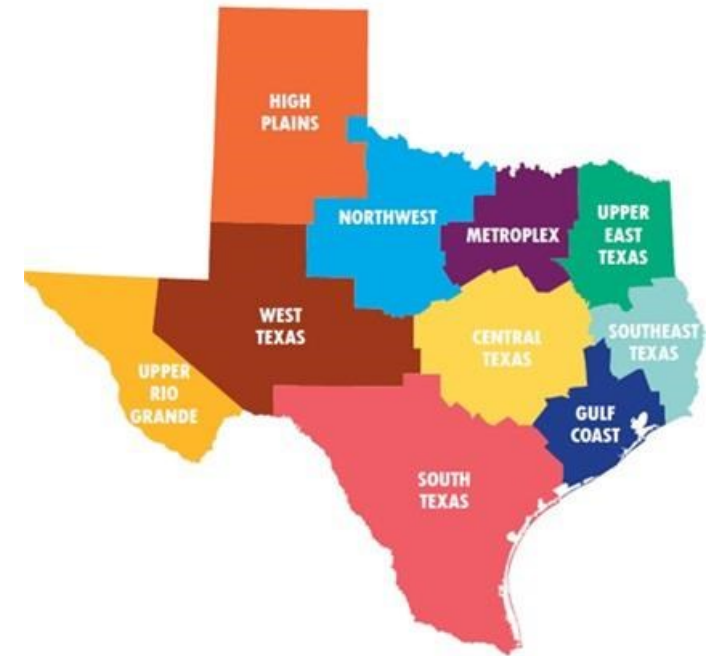 HIGH
PLAINS
NORTHWEST
METROPLEX
UPPER
EAST
TEXAS
WEST
TEXAS
CENTRAL
TEXAS
SOUTHEAST
TEXAS
UPPER
RIO
GRANDE
GULF
COAST
SOUTH
TEXAS